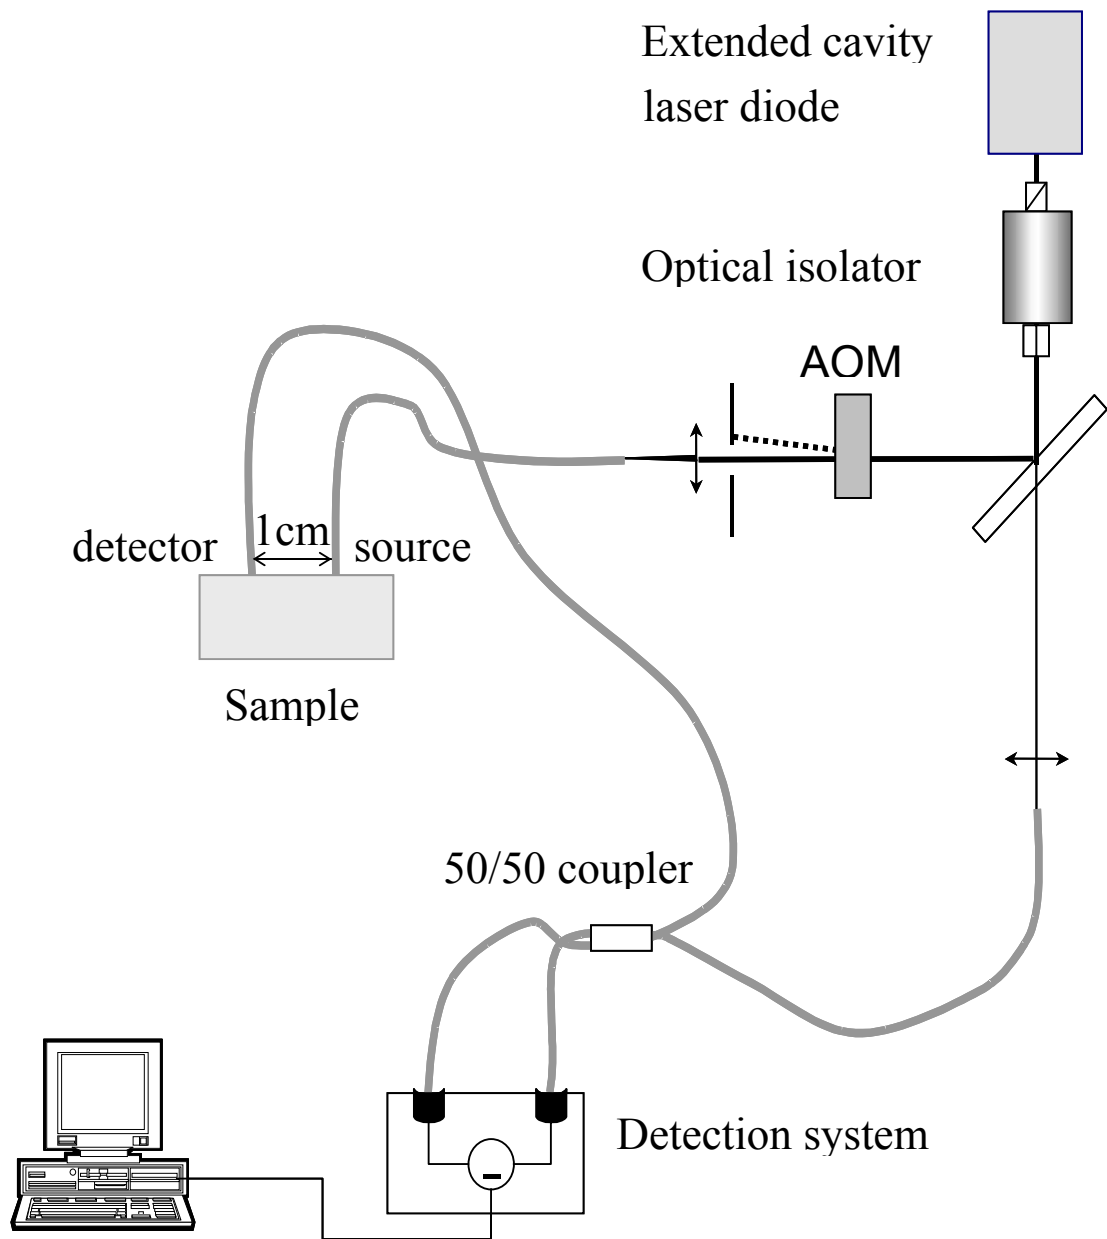 Extended cavity
laser diode
Optical isolator
AOM
1cm
detector
source
Sample
50/50 coupler
Detection system